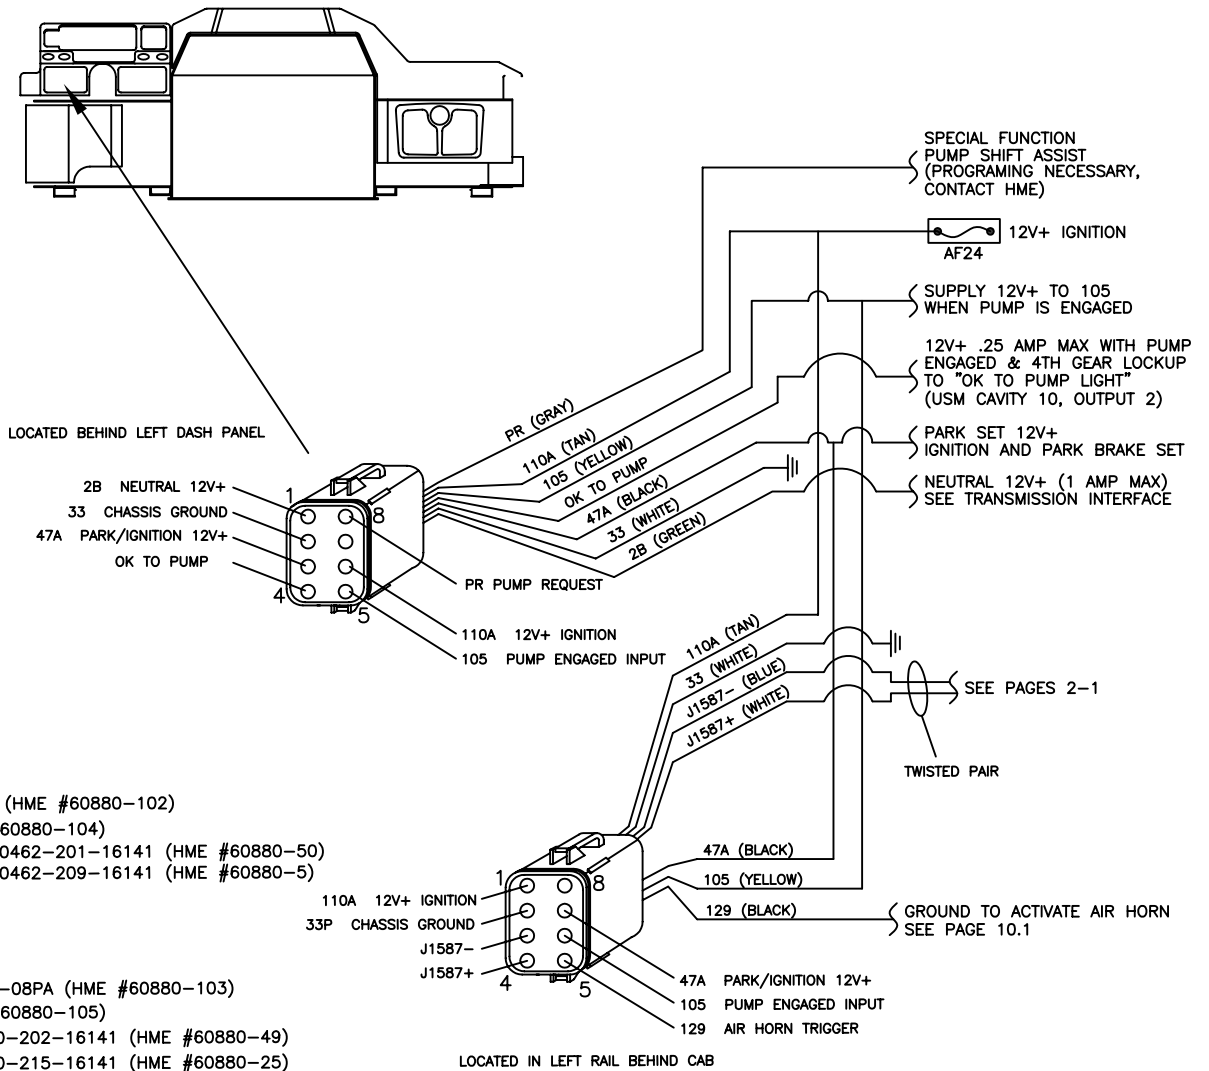 SPECIAL FUNCTION
PUMP SHIFT ASSIST
(PROGRAMING NECESSARY,
CONTACT HME)
12V+ IGNITION
AF24
SUPPLY 12V+ TO 105
WHEN PUMP IS ENGAGED
12V+ .25 AMP MAX WITH PUMP
ENGAGED & 4TH GEAR LOCKUP
TO "OK TO PUMP LIGHT"
(USM CAVITY 10, OUTPUT 2)
PARK SET 12V+
IGNITION AND PARK BRAKE SET
NEUTRAL 12V+ (1 AMP MAX)
SEE TRANSMISSION INTERFACE
PR (GRAY)
110A (TAN)
105 (YELLOW)
OK TO PUMP
47A (BLACK)
33 (WHITE)
2B (GREEN)
LOCATED BEHIND LEFT DASH PANEL
2B NEUTRAL 12V+
33 CHASSIS GROUND
47A PARK/IGNITION 12V+
OK TO PUMP
1
8
4
5
PR PUMP REQUEST
110A 12V+ IGNITION
105 PUMP ENGAGED INPUT
110A (TAN)
33 (WHITE)
J1587- (BLUE)
J1587+ (WHITE)
SEE PAGES 2-1
TWISTED PAIR
(HME #60880-102)
60880-104)
0462-201-16141 (HME #60880-50)
0462-209-16141 (HME #60880-5)
47A (BLACK)
105 (YELLOW)
129 (BLACK)
GROUND TO ACTIVATE AIR HORN
SEE PAGE 10.1
110A 12V+ IGNITION
33P CHASSIS GROUND
J1587-
J1587+
1
8
4
5
47A PARK/IGNITION 12V+
105 PUMP ENGAGED INPUT
129 AIR HORN TRIGGER
-08PA (HME #60880-103)
60880-105)
0-202-16141 (HME #60880-49)
0-215-16141 (HME #60880-25)
LOCATED IN LEFT RAIL BEHIND CAB